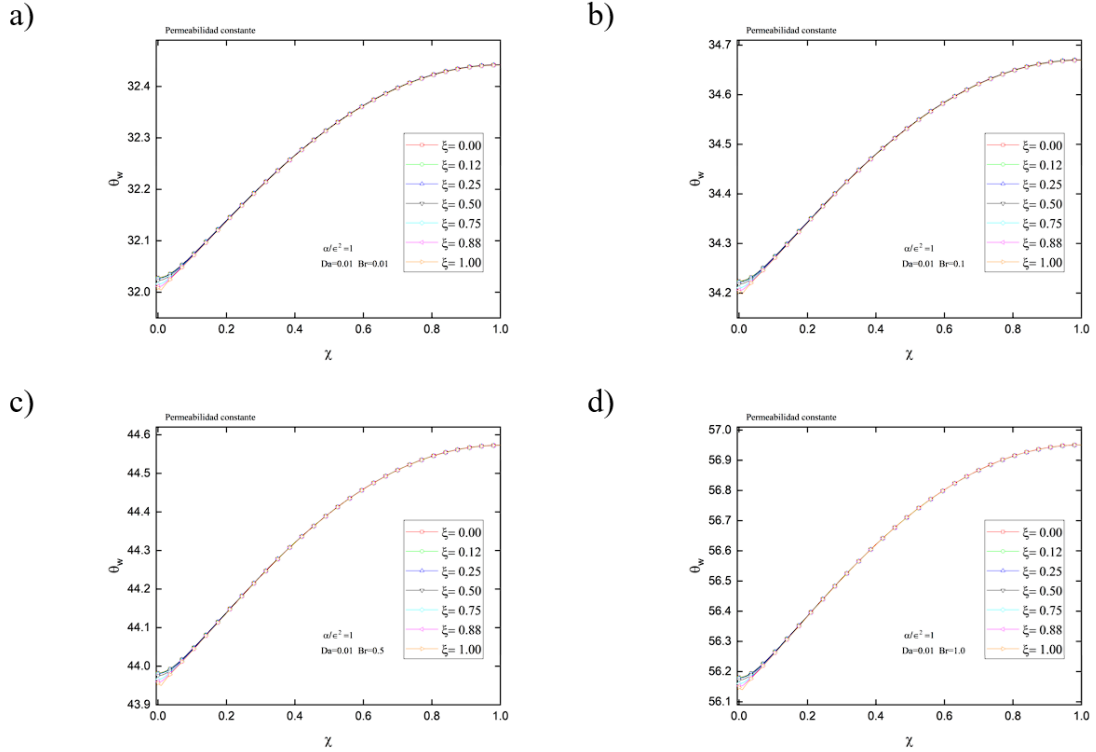 a)
Permeabilidad constante
32.4
32.3
32.2
32.1
32.0
θw
0.0 0.2 0.4 0.6 0.8 1.0
χ
ξ= 0.00
ξ= 0.12
ξ= 0.25
ξ= 0.50
ξ= 0.75
ξ= 0.88
ξ= 1.00
α/ϵ²=1
Da=0.01 Br=0.01
b)
Permeabilidad constante
34.7
34.6
34.5
34.4
34.3
34.2
θw
0.0 0.2 0.4 0.6 0.8 1.0
χ
ξ= 0.00
ξ= 0.12
ξ= 0.25
ξ= 0.50
ξ= 0.75
ξ= 0.88
ξ= 1.00
α/ϵ²=1
Da=0.01 Br=0.1
c)
Permeabilidad constante
44.6
44.5
44.4
44.3
44.2
44.1
44.0
43.9
θw
0.0 0.2 0.4 0.6 0.8 1.0
χ
ξ= 0.00
ξ= 0.12
ξ= 0.25
ξ= 0.50
ξ= 0.75
ξ= 0.88
ξ= 1.00
α/ϵ²=1
Da=0.01 Br=0.5
d)
Permeabilidad constante
57.0
56.9
56.8
56.7
56.6
56.5
56.4
56.3
56.2
56.1
θw
0.0 0.2 0.4 0.6 0.8 1.0
χ
ξ= 0.00
ξ= 0.12
ξ= 0.25
ξ= 0.50
ξ= 0.75
ξ= 0.88
ξ= 1.00
α/ϵ²=1
Da=0.01 Br=1.0